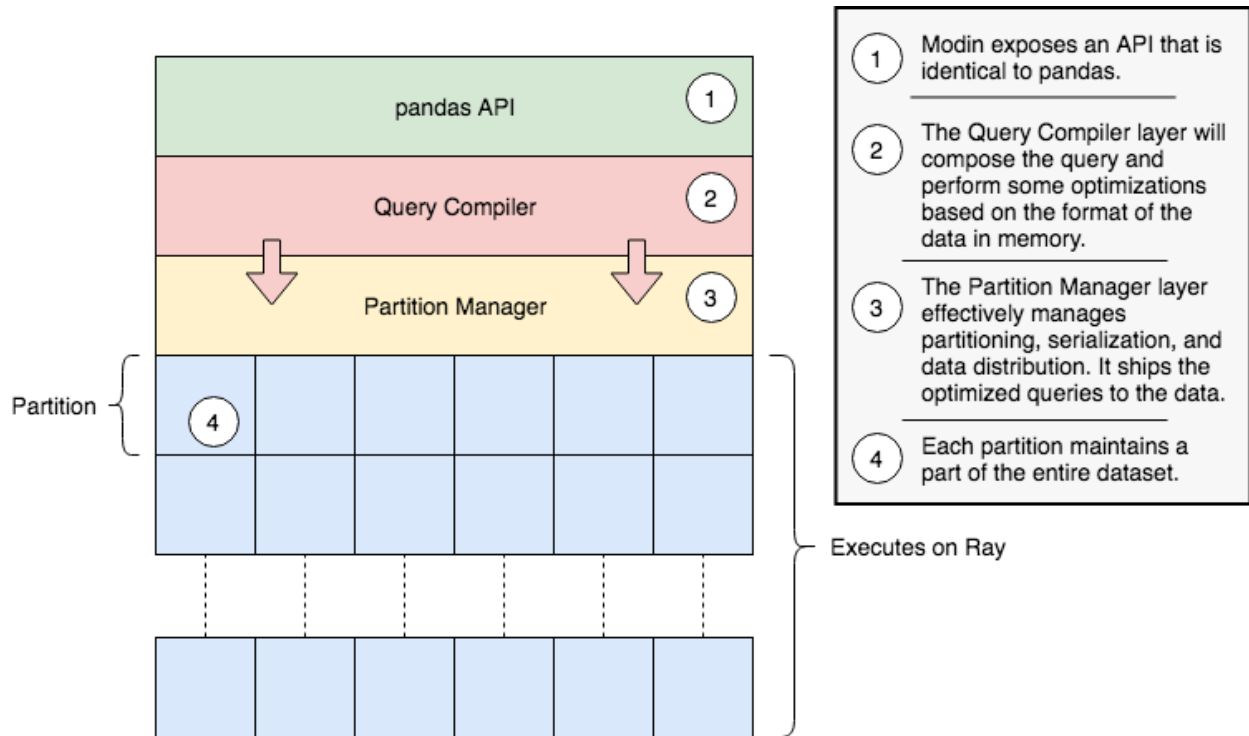 pandas API
1
Query Compiler
2
Partition Manager
3
Partition
4
Executes on Ray
1
Modin exposes an API that is
identical to pandas.
2
The Query Compiler layer will
compose the query and
perform some optimizations
based on the format of the
data in memory.
3
The Partition Manager layer
effectively manages
partitioning, serialization, and
data distribution. It ships the
optimized queries to the data.
4
Each partition maintains a
part of the entire dataset.